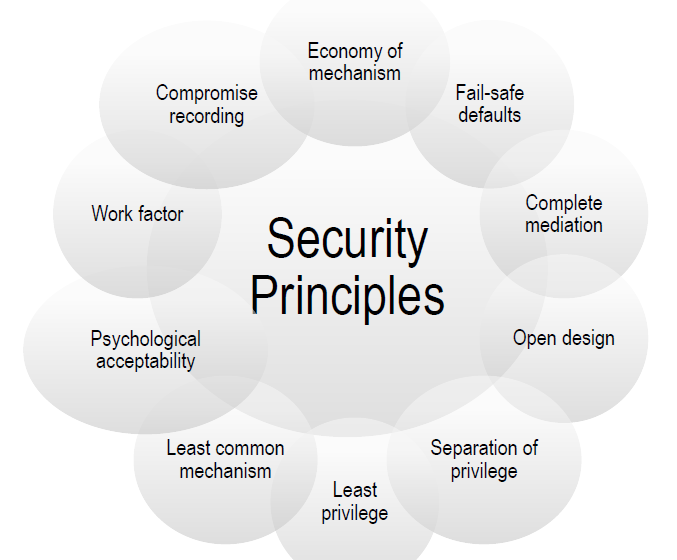 Security
Principles
Economy of
mechanism
Fail-safe
defaults
Complete
mediation
Open design
Separation of
privilege
Least
privilege
Least common
mechanism
Psychological
acceptability
Work factor
Compromise
recording